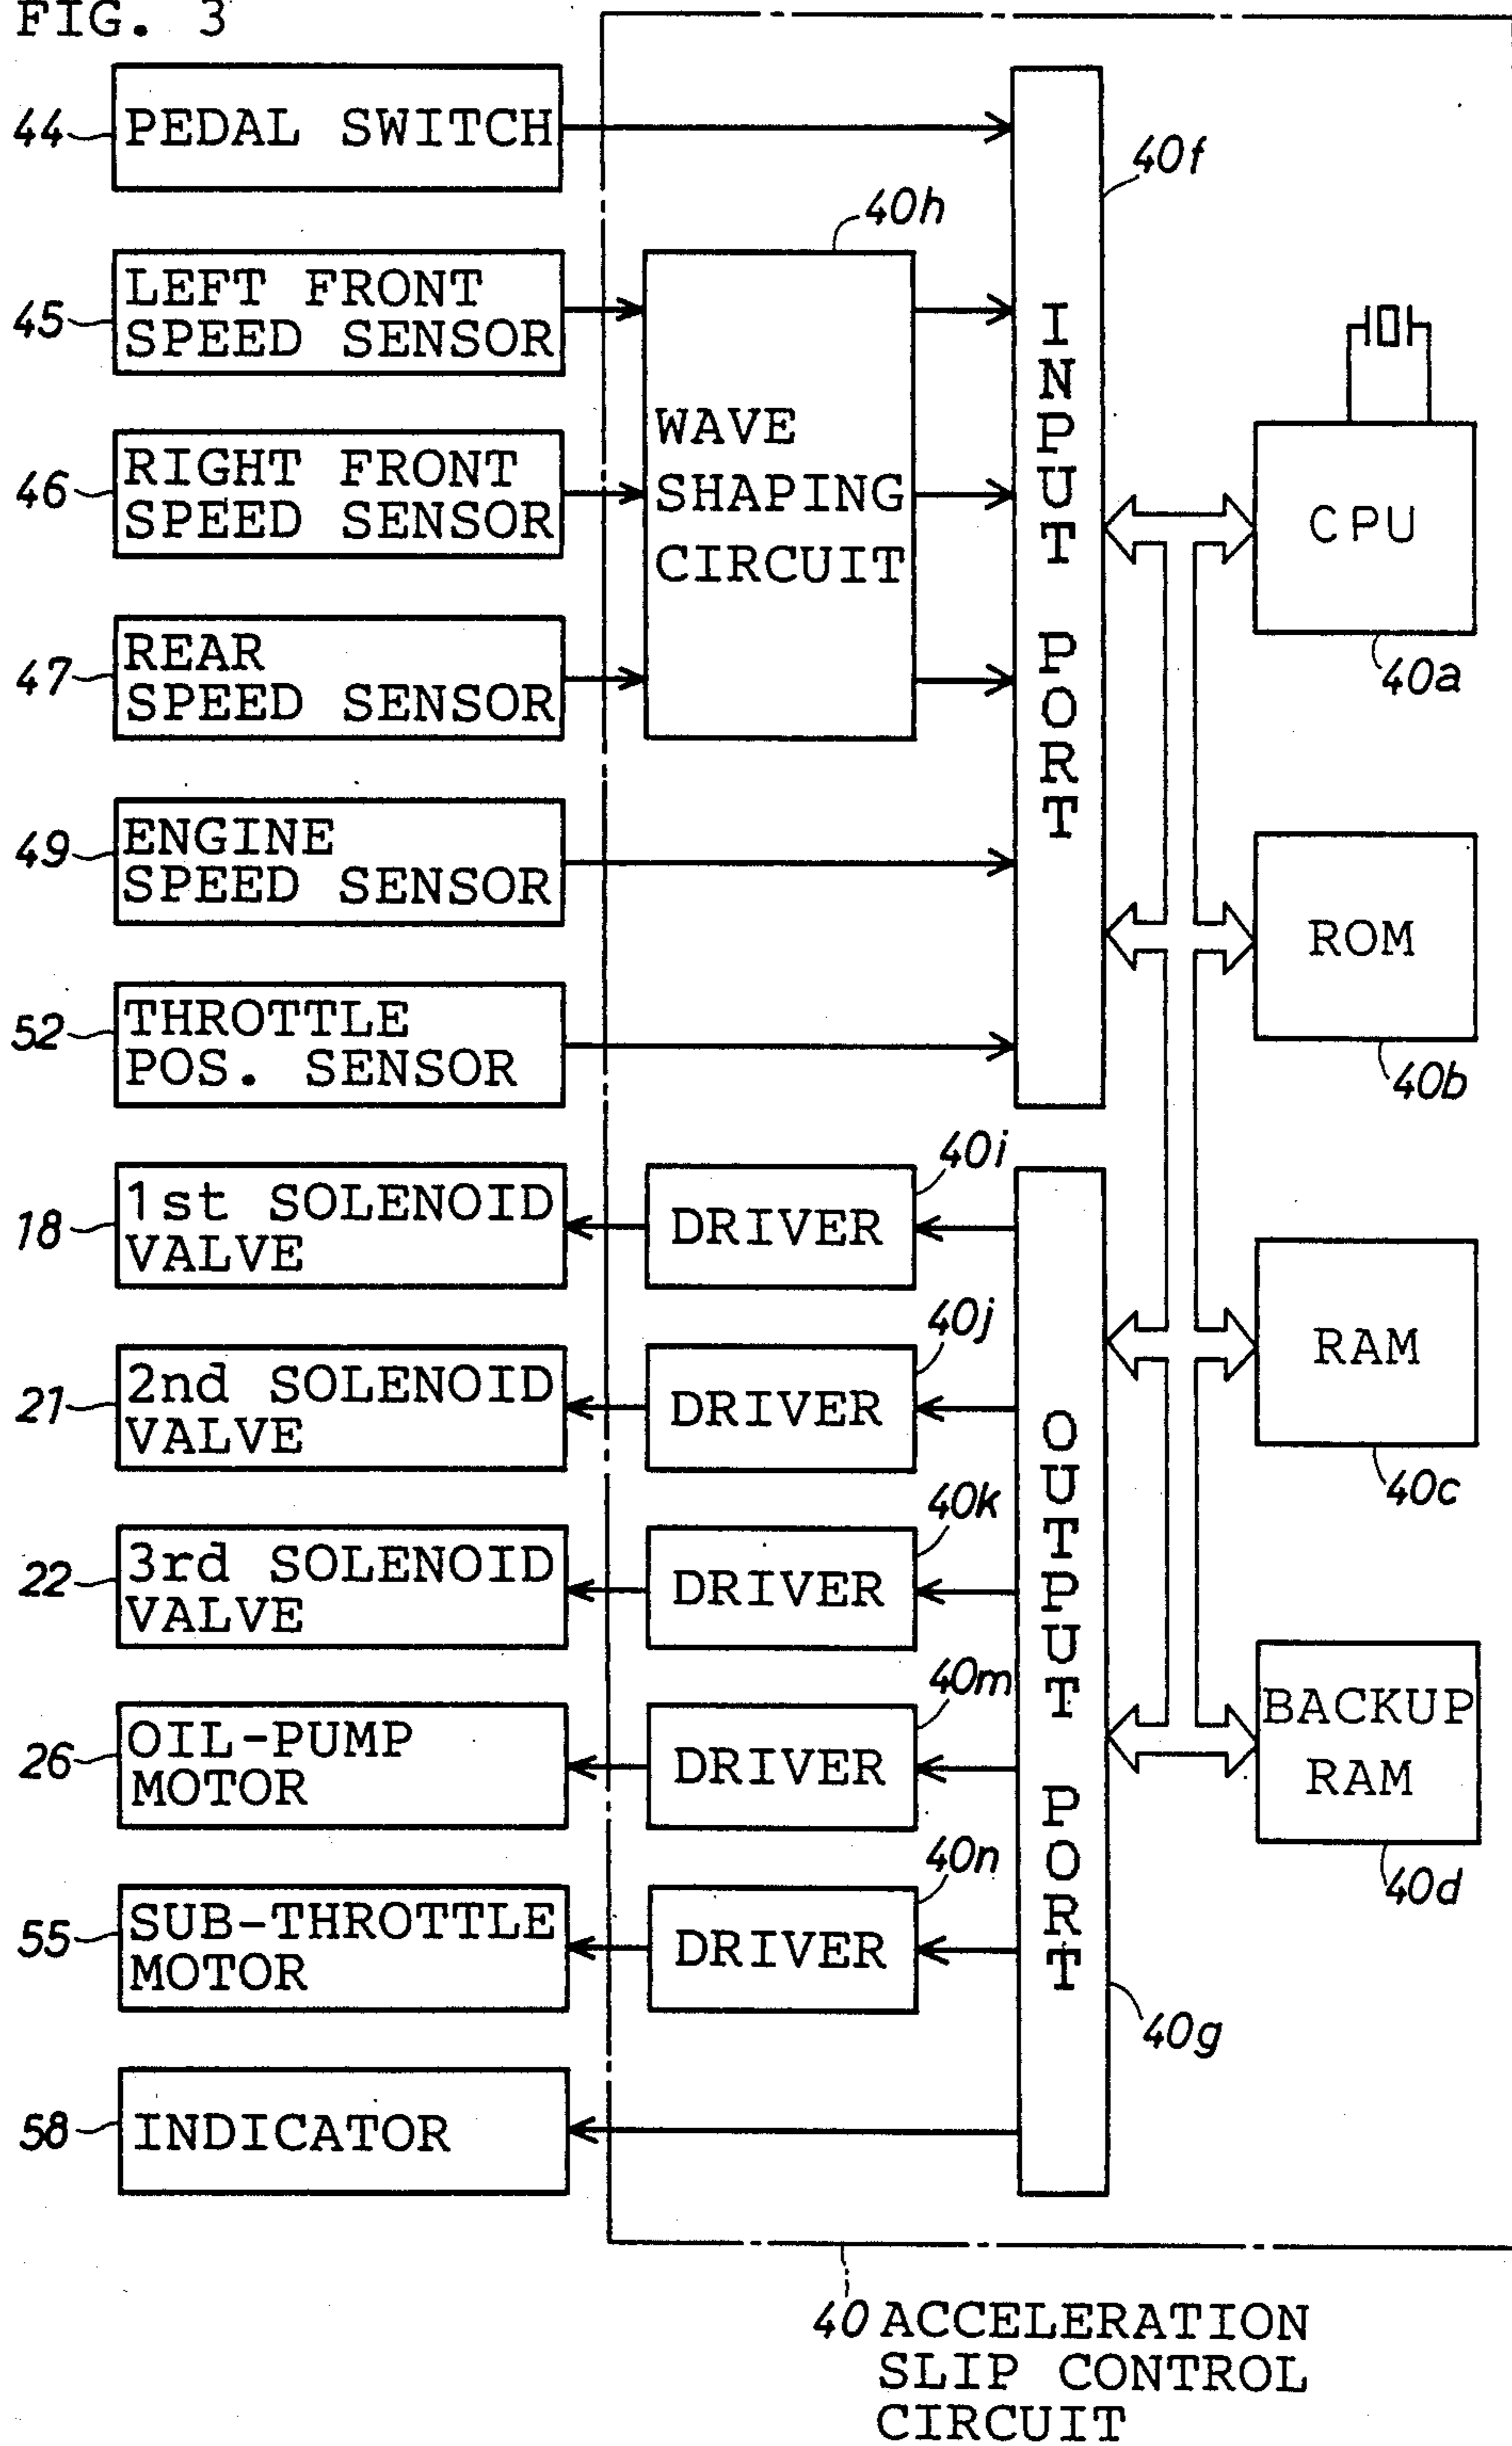 FIG. 3
44 PEDAL SWITCH
40f
40h
45 LEFT FRONT
SPEED SENSOR
46 RIGHT FRONT
SPEED SENSOR
47 REAR
SPEED SENSOR
WAVE
SHAPING
CIRCUIT
INPUT PORT
CPU
40a
49 ENGINE
SPEED SENSOR
ROM
40b
52 THROTTLE
POS. SENSOR
18 1st SOLENOID
VALVE
DRIVER
40i
21 2nd SOLENOID
VALVE
DRIVER
40j
RAM
40c
22 3rd SOLENOID
VALVE
DRIVER
40k
OUTPUT PORT
26 OIL-PUMP
MOTOR
DRIVER
40m
BACKUP
RAM
40d
55 SUB-THROTTLE
MOTOR
DRIVER
40n
40g
58 INDICATOR
40 ACCELERATION
SLIP CONTROL
CIRCUIT